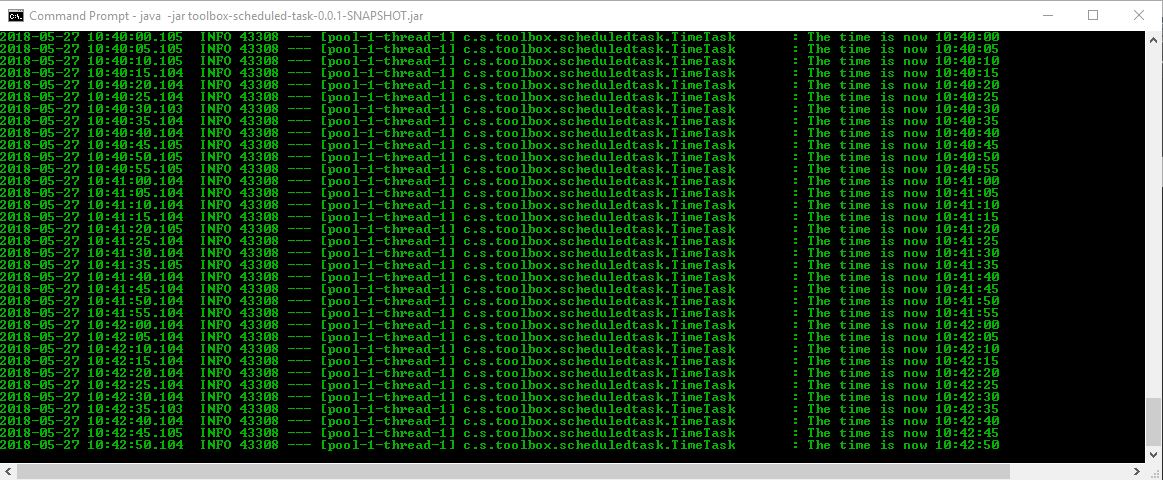 Command Prompt - java  -jar toolbox-scheduled-task-0.0.1-SNAPSHOT.jar
2018-05-27 10:40:00.105  INFO 43308 --- [pool-1-thread-1] c.s.toolbox.scheduledtask.TimeTask       : The time is now 10:40:00
2018-05-27 10:40:05.105  INFO 43308 --- [pool-1-thread-1] c.s.toolbox.scheduledtask.TimeTask       : The time is now 10:40:05
2018-05-27 10:40:10.105  INFO 43308 --- [pool-1-thread-1] c.s.toolbox.scheduledtask.TimeTask       : The time is now 10:40:10
2018-05-27 10:40:15.104  INFO 43308 --- [pool-1-thread-1] c.s.toolbox.scheduledtask.TimeTask       : The time is now 10:40:15
2018-05-27 10:40:20.104  INFO 43308 --- [pool-1-thread-1] c.s.toolbox.scheduledtask.TimeTask       : The time is now 10:40:20
2018-05-27 10:40:25.104  INFO 43308 --- [pool-1-thread-1] c.s.toolbox.scheduledtask.TimeTask       : The time is now 10:40:25
2018-05-27 10:40:30.103  INFO 43308 --- [pool-1-thread-1] c.s.toolbox.scheduledtask.TimeTask       : The time is now 10:40:30
2018-05-27 10:40:35.104  INFO 43308 --- [pool-1-thread-1] c.s.toolbox.scheduledtask.TimeTask       : The time is now 10:40:35
2018-05-27 10:40:40.104  INFO 43308 --- [pool-1-thread-1] c.s.toolbox.scheduledtask.TimeTask       : The time is now 10:40:40
2018-05-27 10:40:45.105  INFO 43308 --- [pool-1-thread-1] c.s.toolbox.scheduledtask.TimeTask       : The time is now 10:40:45
2018-05-27 10:40:50.105  INFO 43308 --- [pool-1-thread-1] c.s.toolbox.scheduledtask.TimeTask       : The time is now 10:40:50
2018-05-27 10:40:55.105  INFO 43308 --- [pool-1-thread-1] c.s.toolbox.scheduledtask.TimeTask       : The time is now 10:40:55
2018-05-27 10:41:00.104  INFO 43308 --- [pool-1-thread-1] c.s.toolbox.scheduledtask.TimeTask       : The time is now 10:41:00
2018-05-27 10:41:05.104  INFO 43308 --- [pool-1-thread-1] c.s.toolbox.scheduledtask.TimeTask       : The time is now 10:41:05
2018-05-27 10:41:10.104  INFO 43308 --- [pool-1-thread-1] c.s.toolbox.scheduledtask.TimeTask       : The time is now 10:41:10
2018-05-27 10:41:15.104  INFO 43308 --- [pool-1-thread-1] c.s.toolbox.scheduledtask.TimeTask       : The time is now 10:41:15
2018-05-27 10:41:20.105  INFO 43308 --- [pool-1-thread-1] c.s.toolbox.scheduledtask.TimeTask       : The time is now 10:41:20
2018-05-27 10:41:25.104  INFO 43308 --- [pool-1-thread-1] c.s.toolbox.scheduledtask.TimeTask       : The time is now 10:41:25
2018-05-27 10:41:30.104  INFO 43308 --- [pool-1-thread-1] c.s.toolbox.scheduledtask.TimeTask       : The time is now 10:41:30
2018-05-27 10:41:35.105  INFO 43308 --- [pool-1-thread-1] c.s.toolbox.scheduledtask.TimeTask       : The time is now 10:41:35
2018-05-27 10:41:40.104  INFO 43308 --- [pool-1-thread-1] c.s.toolbox.scheduledtask.TimeTask       : The time is now 10:41:40
2018-05-27 10:41:45.104  INFO 43308 --- [pool-1-thread-1] c.s.toolbox.scheduledtask.TimeTask       : The time is now 10:41:45
2018-05-27 10:41:50.104  INFO 43308 --- [pool-1-thread-1] c.s.toolbox.scheduledtask.TimeTask       : The time is now 10:41:50
2018-05-27 10:41:55.104  INFO 43308 --- [pool-1-thread-1] c.s.toolbox.scheduledtask.TimeTask       : The time is now 10:41:55
2018-05-27 10:42:00.104  INFO 43308 --- [pool-1-thread-1] c.s.toolbox.scheduledtask.TimeTask       : The time is now 10:42:00
2018-05-27 10:42:05.104  INFO 43308 --- [pool-1-thread-1] c.s.toolbox.scheduledtask.TimeTask       : The time is now 10:42:05
2018-05-27 10:42:10.104  INFO 43308 --- [pool-1-thread-1] c.s.toolbox.scheduledtask.TimeTask       : The time is now 10:42:10
2018-05-27 10:42:15.104  INFO 43308 --- [pool-1-thread-1] c.s.toolbox.scheduledtask.TimeTask       : The time is now 10:42:15
2018-05-27 10:42:20.104  INFO 43308 --- [pool-1-thread-1] c.s.toolbox.scheduledtask.TimeTask       : The time is now 10:42:20
2018-05-27 10:42:25.104  INFO 43308 --- [pool-1-thread-1] c.s.toolbox.scheduledtask.TimeTask       : The time is now 10:42:25
2018-05-27 10:42:30.104  INFO 43308 --- [pool-1-thread-1] c.s.toolbox.scheduledtask.TimeTask       : The time is now 10:42:30
2018-05-27 10:42:35.103  INFO 43308 --- [pool-1-thread-1] c.s.toolbox.scheduledtask.TimeTask       : The time is now 10:42:35
2018-05-27 10:42:40.104  INFO 43308 --- [pool-1-thread-1] c.s.toolbox.scheduledtask.TimeTask       : The time is now 10:42:40
2018-05-27 10:42:45.105  INFO 43308 --- [pool-1-thread-1] c.s.toolbox.scheduledtask.TimeTask       : The time is now 10:42:45
2018-05-27 10:42:50.104  INFO 43308 --- [pool-1-thread-1] c.s.toolbox.scheduledtask.TimeTask       : The time is now 10:42:50